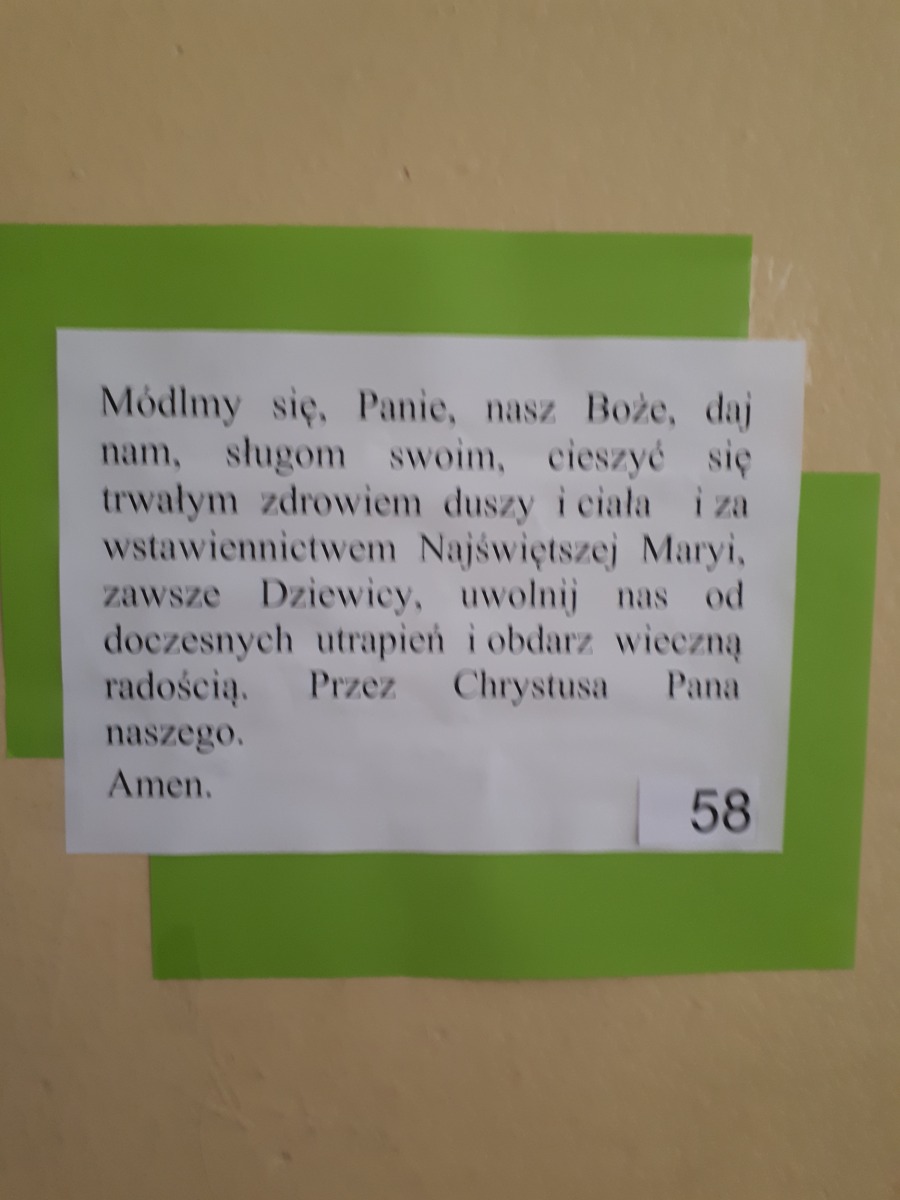 Módlmy się, Panie, nasz Boże, daj
nam, sługom swoim, cieszyć się
trwałym zdrowiem duszy i ciała i za
wstawiennictwem Najświętszej Maryi,
zawsze Dziewicy, uwolnij nas od
doczesnych utrapień i obdarz wieczną
radością. Przez Chrystusa Pana
naszego.
Amen.
58